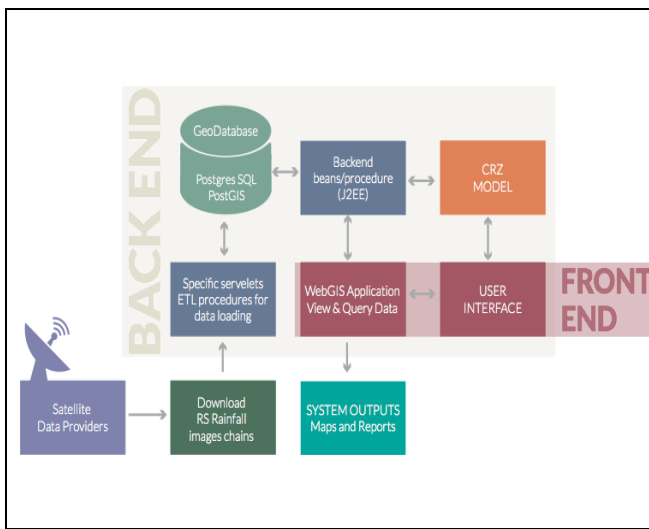 BACK END
GeoDatabase
Postgres SQL
PostGIS
Backend
beans/procedure
(J2EE)
CRZ
MODEL
Specific servelets
ETL procedures for
data loading
WebGIS Application
View & Query Data
USER
INTERFACE
FRONT
END
Satellite
Data Providers
Download
RS Rainfall
images chains
SYSTEM OUTPUTS
Maps and Reports